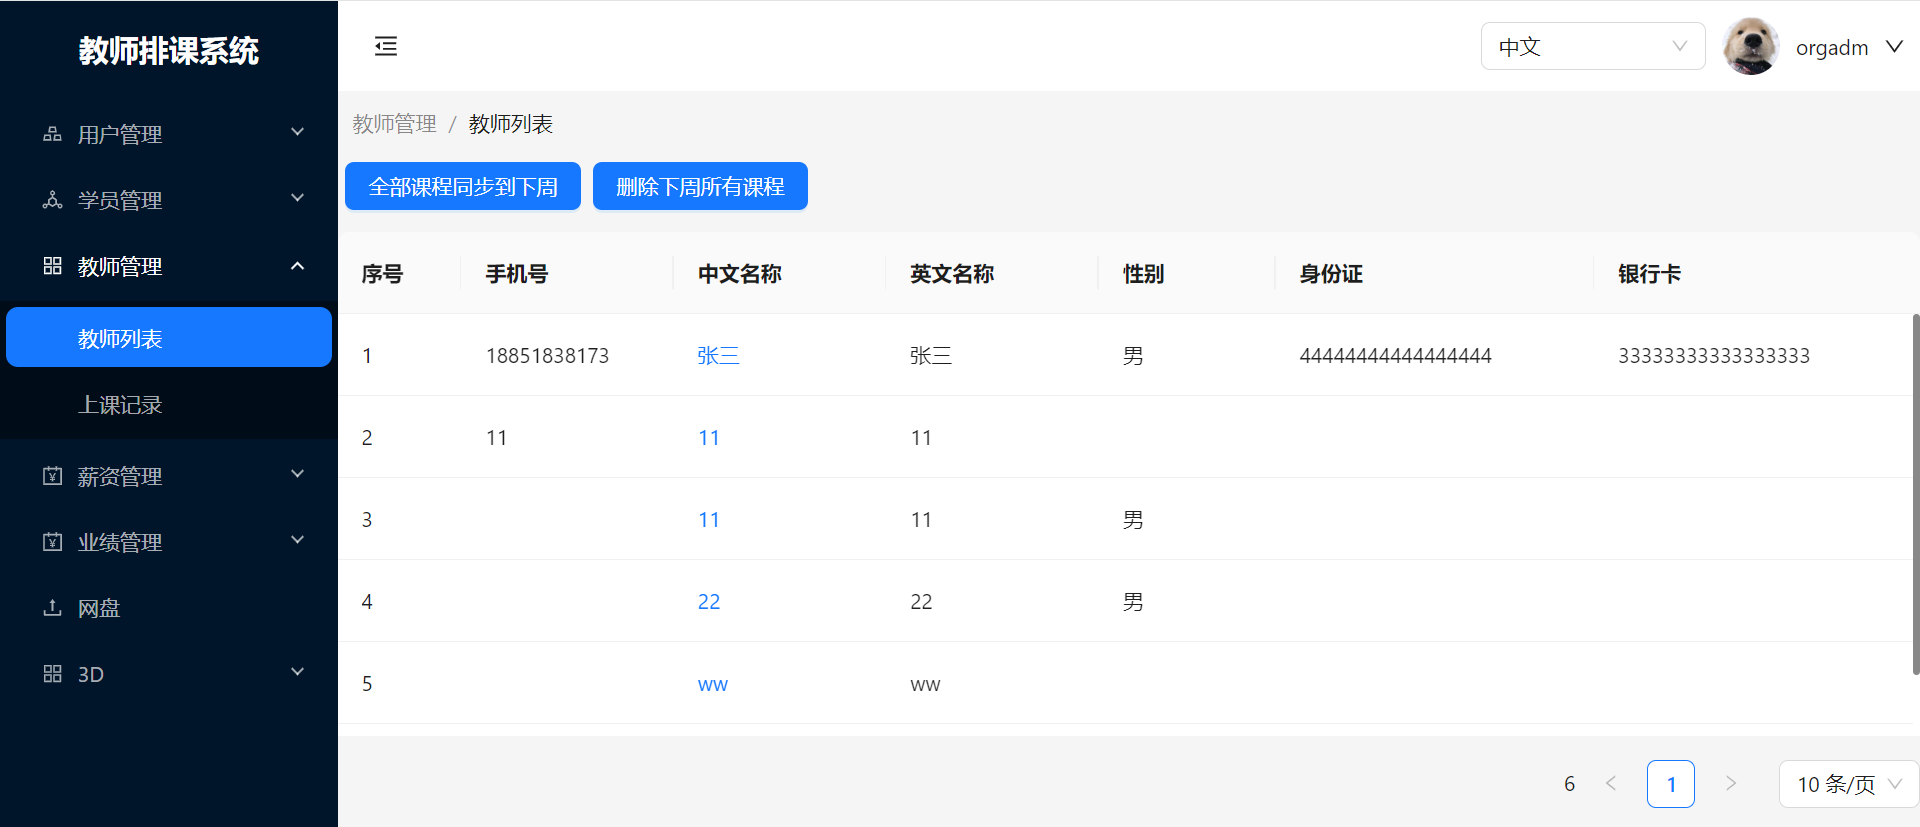 教师排课系统
用户管理
学员管理
教师管理
教师列表
上课记录
薪资管理
业绩管理
网盘
3D
中文
orgadm
教师管理 / 教师列表
全部课程同步到下周 删除下周所有课程
序号 手机号 中文名称 英文名称 性别 身份证 银行卡
1 18851838173 张三 张三 男 44444444444444444 33333333333333333
2 11 11 11
3 11 11 男
4 22 22 男
5 ww ww
6 < 1 > 10 条/页